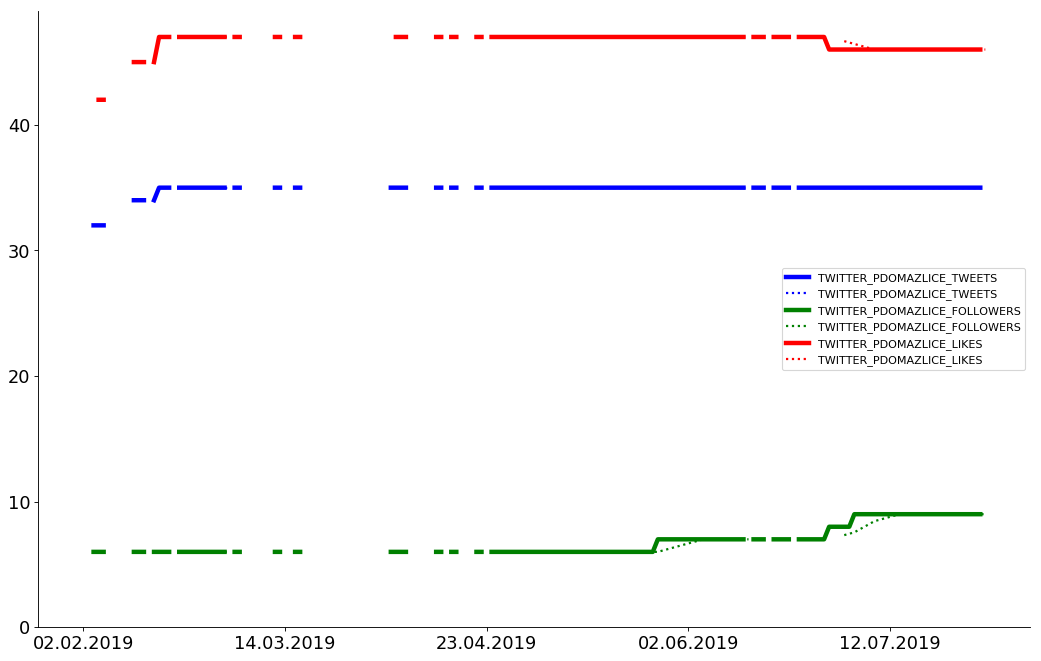 40
30
20
10
0
02.02.2019 14.03.2019 23.04.2019 02.06.2019 12.07.2019
TWITTER_PDOMAZLICE_TWEETS
TWITTER_PDOMAZLICE_TWEETS
TWITTER_PDOMAZLICE_FOLLOWERS
TWITTER_PDOMAZLICE_FOLLOWERS
TWITTER_PDOMAZLICE_LIKES
TWITTER_PDOMAZLICE_LIKES